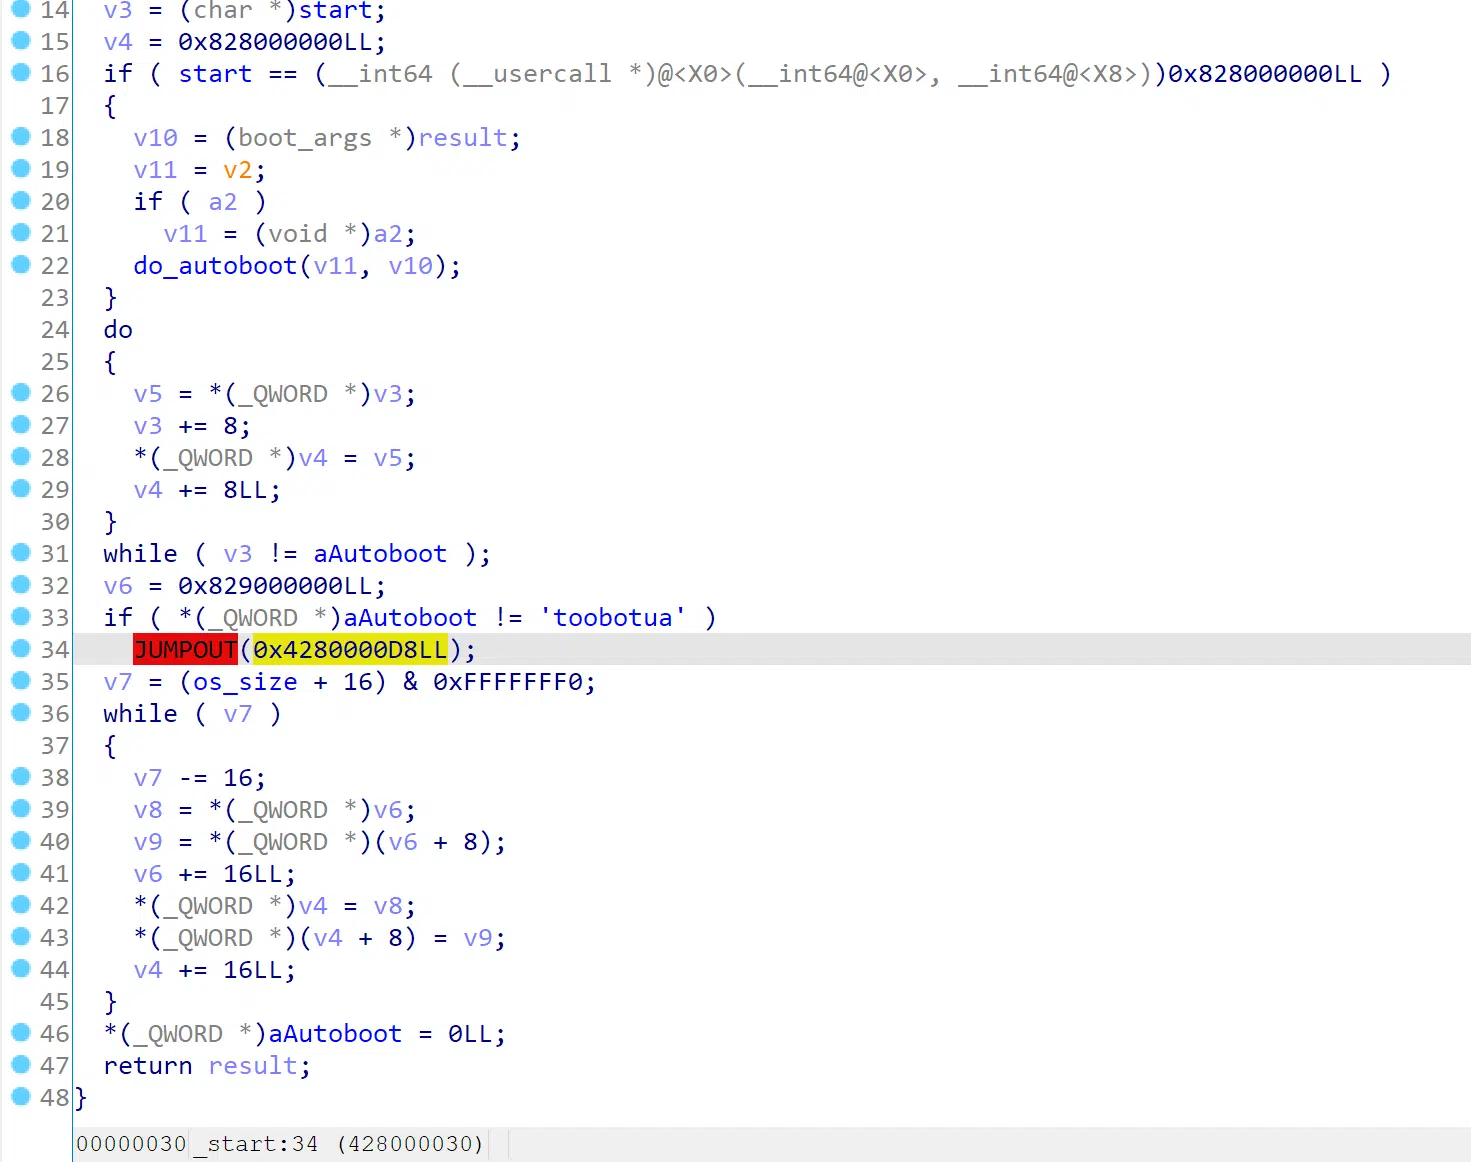 14 v3 = (char *)start;
15 v4 = 0x828000000LL;
16 if ( start == (__int64 (__usercall *)@<X0>(__int64@<X0>, __int64@<X8>))0x828000000LL )
17 {
18 v10 = (boot_args *)result;
19 v11 = v2;
20 if ( a2 )
21 v11 = (void *)a2;
22 do_autoboot(v11, v10);
23 }
24 do
25 {
26 v5 = *(_QWORD *)v3;
27 v3 += 8;
28 *(_QWORD *)v4 = v5;
29 v4 += 8LL;
30 }
31 while ( v3 != aAutoboot );
32 v6 = 0x829000000LL;
33 if ( *(_QWORD *)aAutoboot != 'toobotua' )
34 JUMPOUT(0x4280000D8LL);
35 v7 = (os_size + 16) & 0xFFFFFFF0;
36 while ( v7 )
37 {
38 v7 -= 16;
39 v8 = *(_QWORD *)v6;
40 v9 = *(_QWORD *)(v6 + 8);
41 v6 += 16LL;
42 *(_QWORD *)v4 = v8;
43 *(_QWORD *)(v4 + 8) = v9;
44 v4 += 16LL;
45 }
46 *(_QWORD *)aAutoboot = 0LL;
47 return result;
48 }
00000030 _start:34 (428000030)